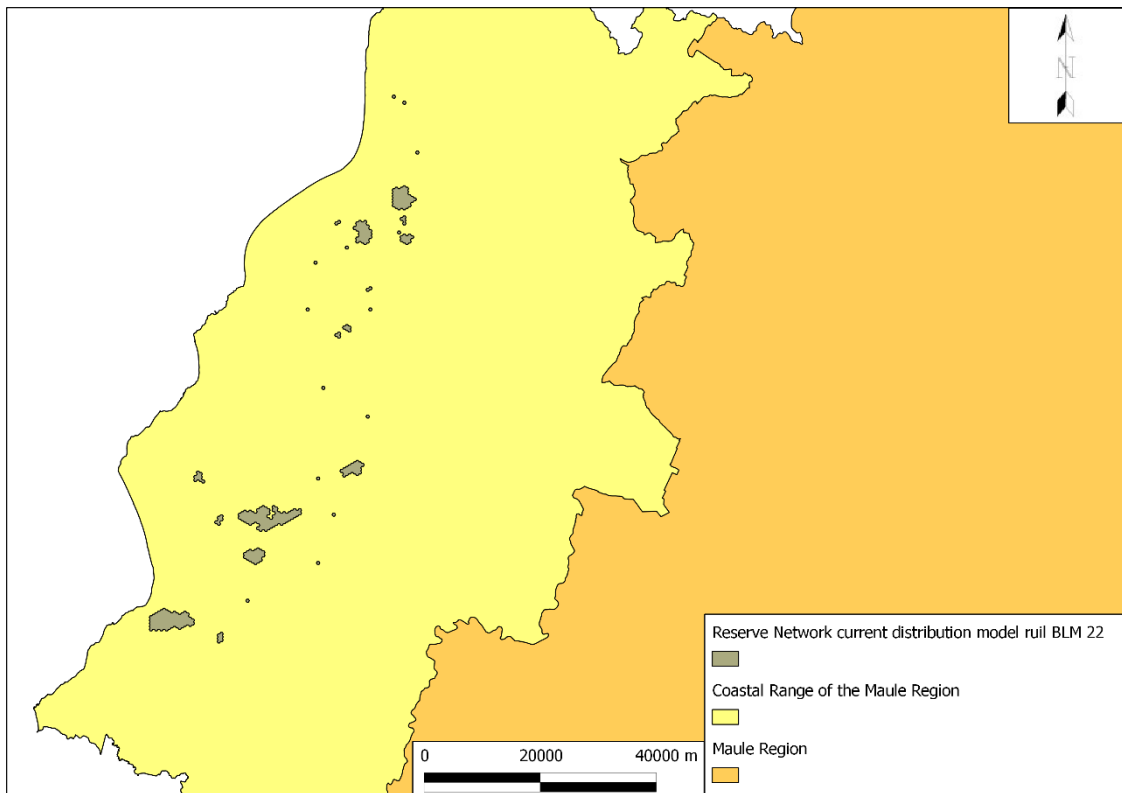 N
Reserve Network current distribution model ruil BLM 22
Coastal Range of the Maule Region
Maule Region
0 20000 40000 m